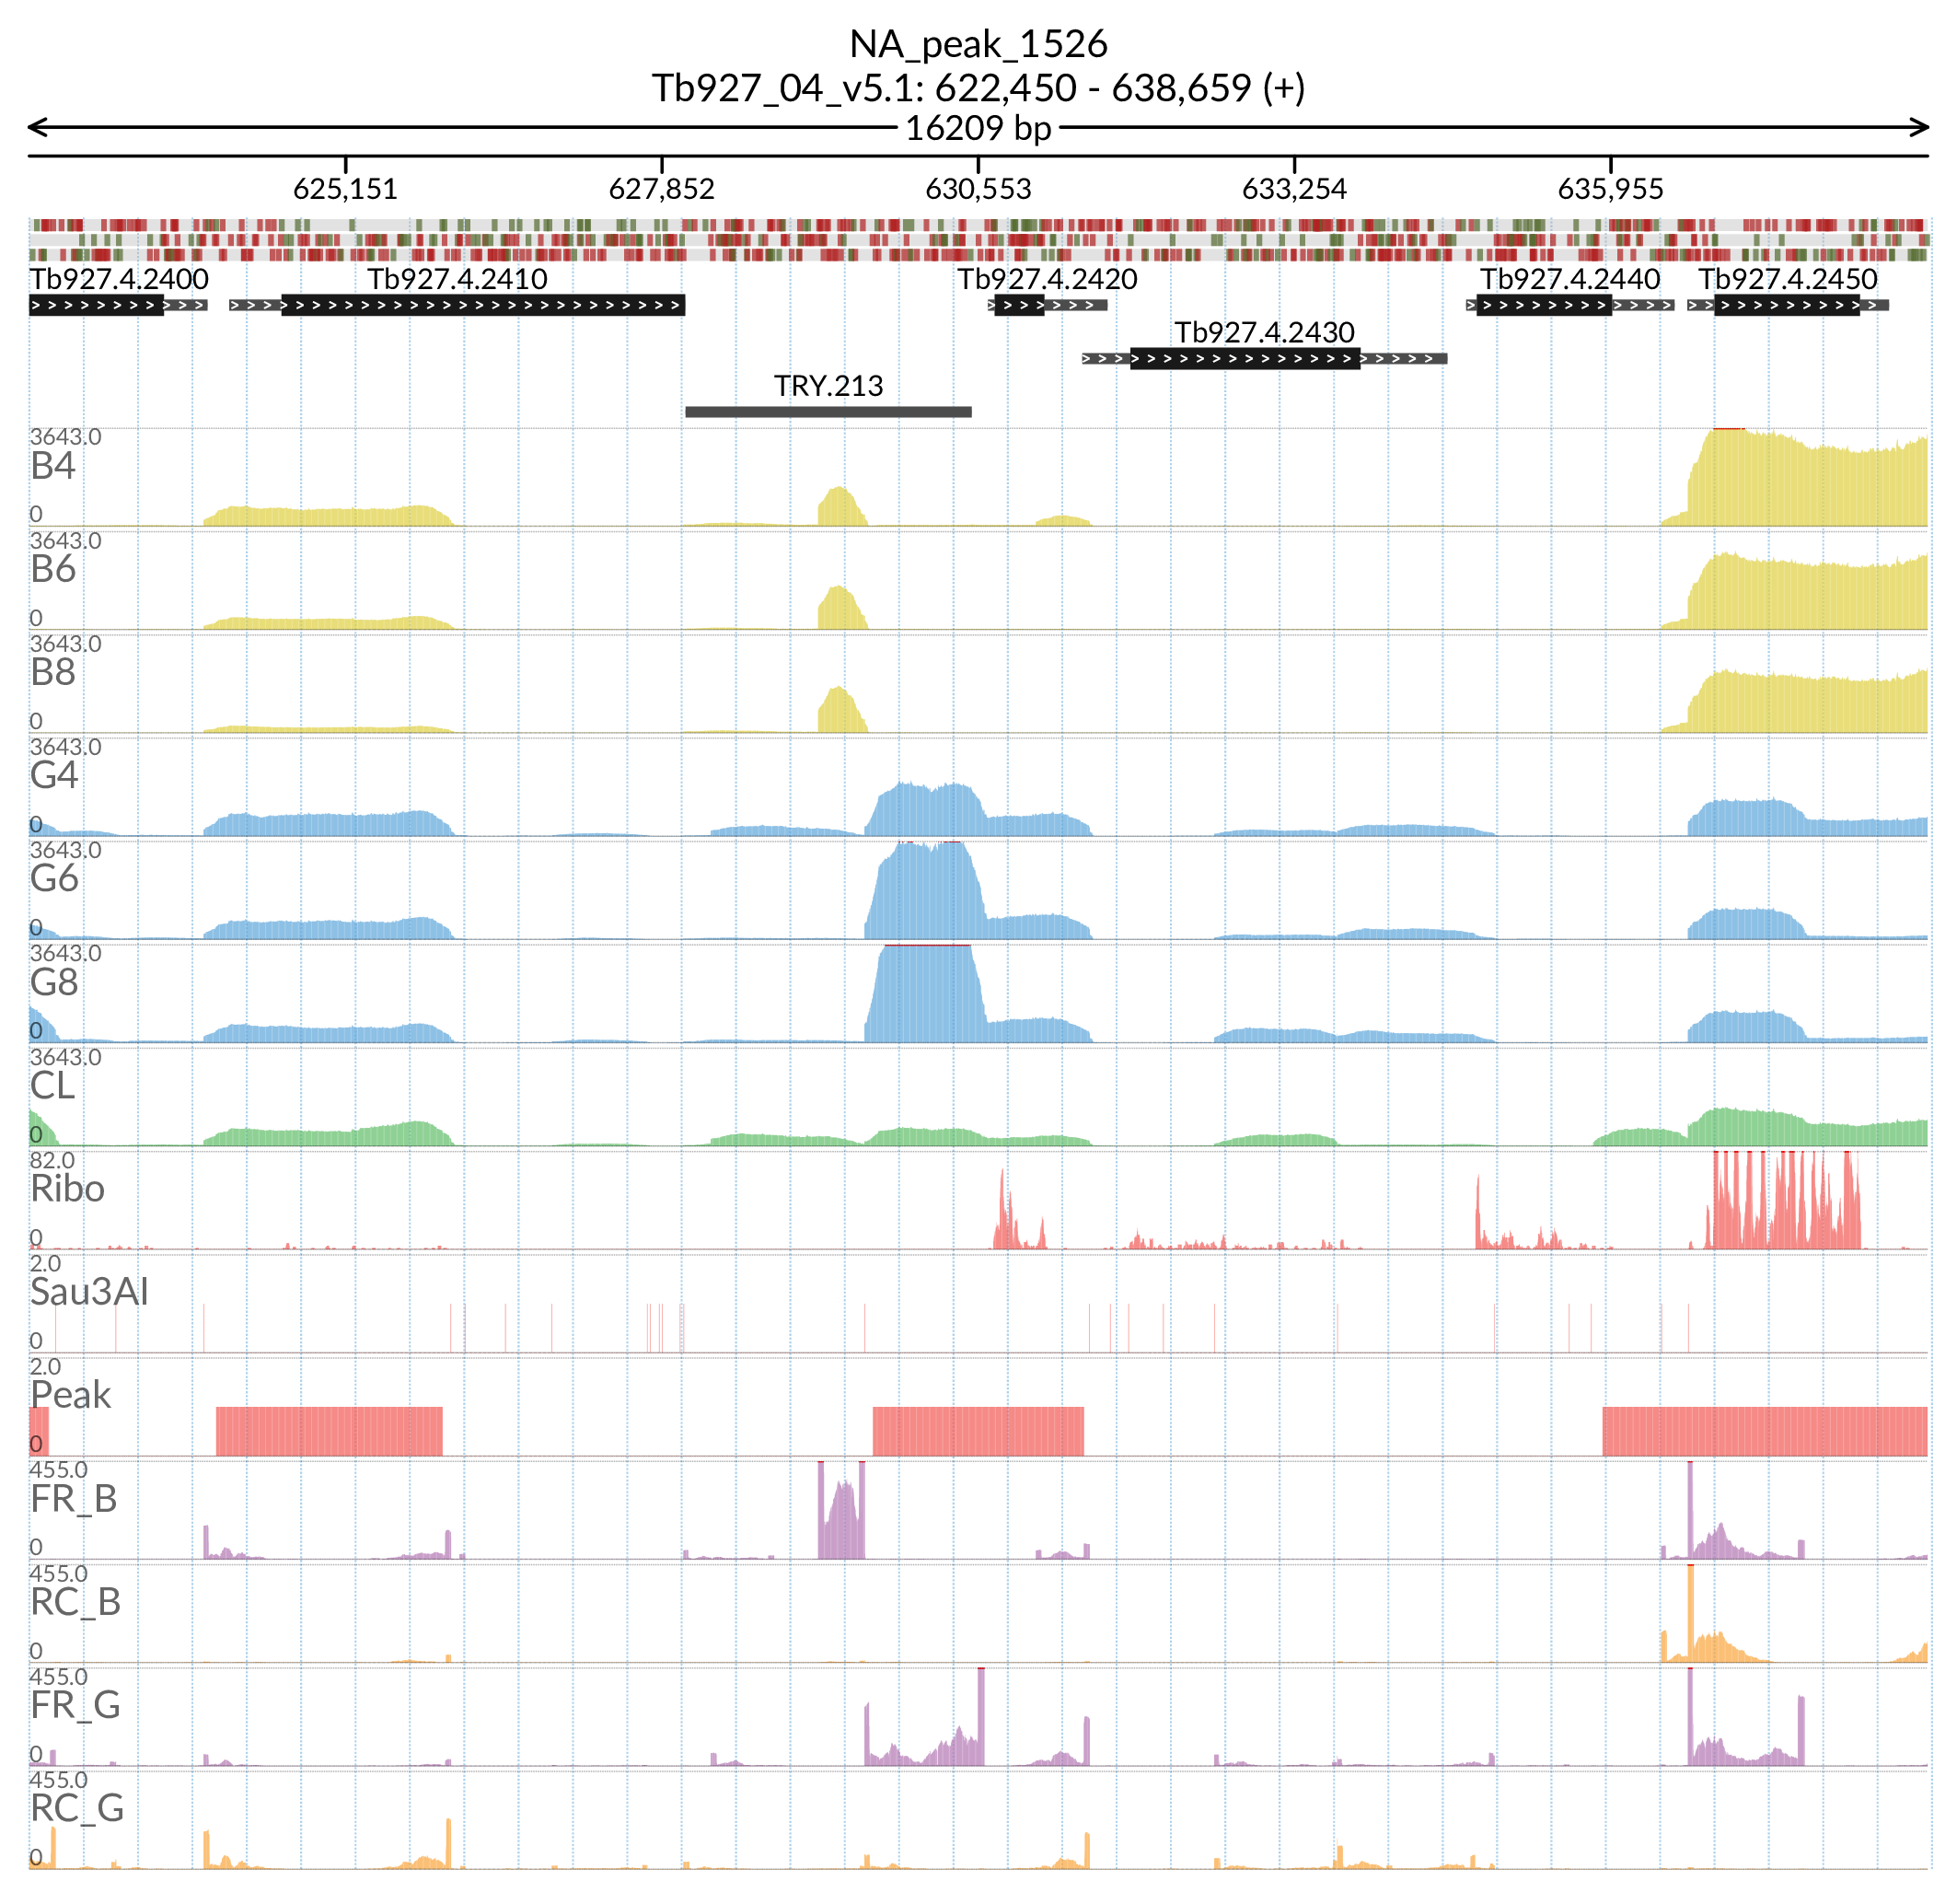 NA_peak_1526
Tb927_04_v5.1: 622,450 - 638,659 (+)
16209 bp
625,151 627,852 630,553 633,254 635,955
Tb927.4.2400 Tb927.4.2410 Tb927.4.2420 Tb927.4.2440 Tb927.4.2450
Tb927.4.2430
TRY.213
3643.0
B4
0
3643.0
B6
0
3643.0
B8
0
3643.0
G4
0
3643.0
G6
0
3643.0
G8
0
3643.0
CL
0
82.0
Ribo
0
2.0
Sau3AI
0
2.0
Peak
0
455.0
FR_B
0
455.0
RC_B
0
455.0
FR_G
0
455.0
RC_G
0